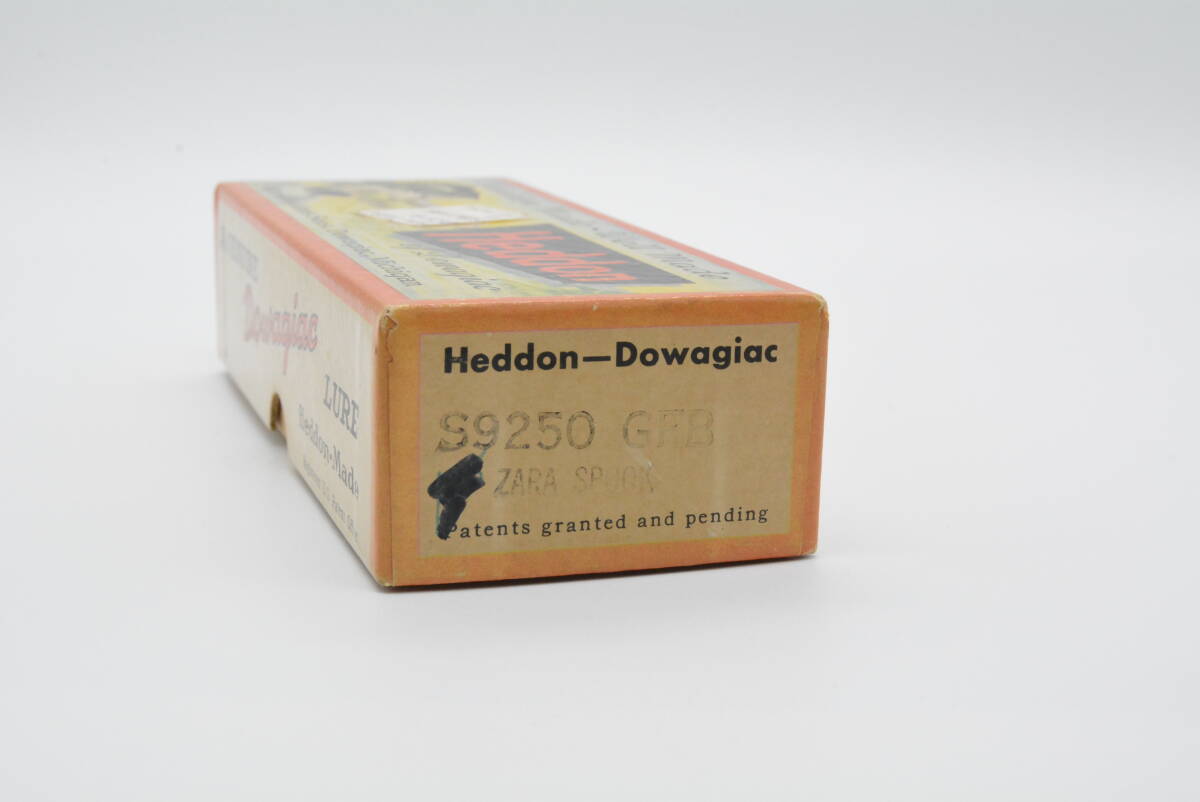 Heddon
Dowagiac
LURE
Heddon-Made
Heddon—Dowagiac
S9250 GFB
ZARA SPOOK
Patents granted and pending